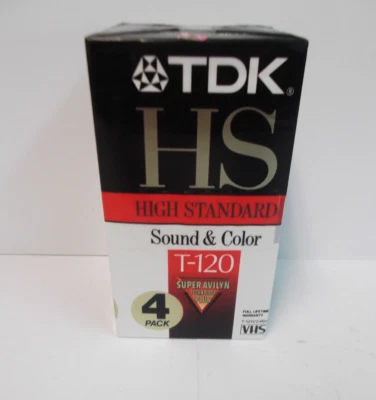 TDK®
HS
HIGH STANDARD
Sound & Color
T-120
SUPER AVILYN
4
PACK
FULL LIFETIME
WARRANTY
VHS